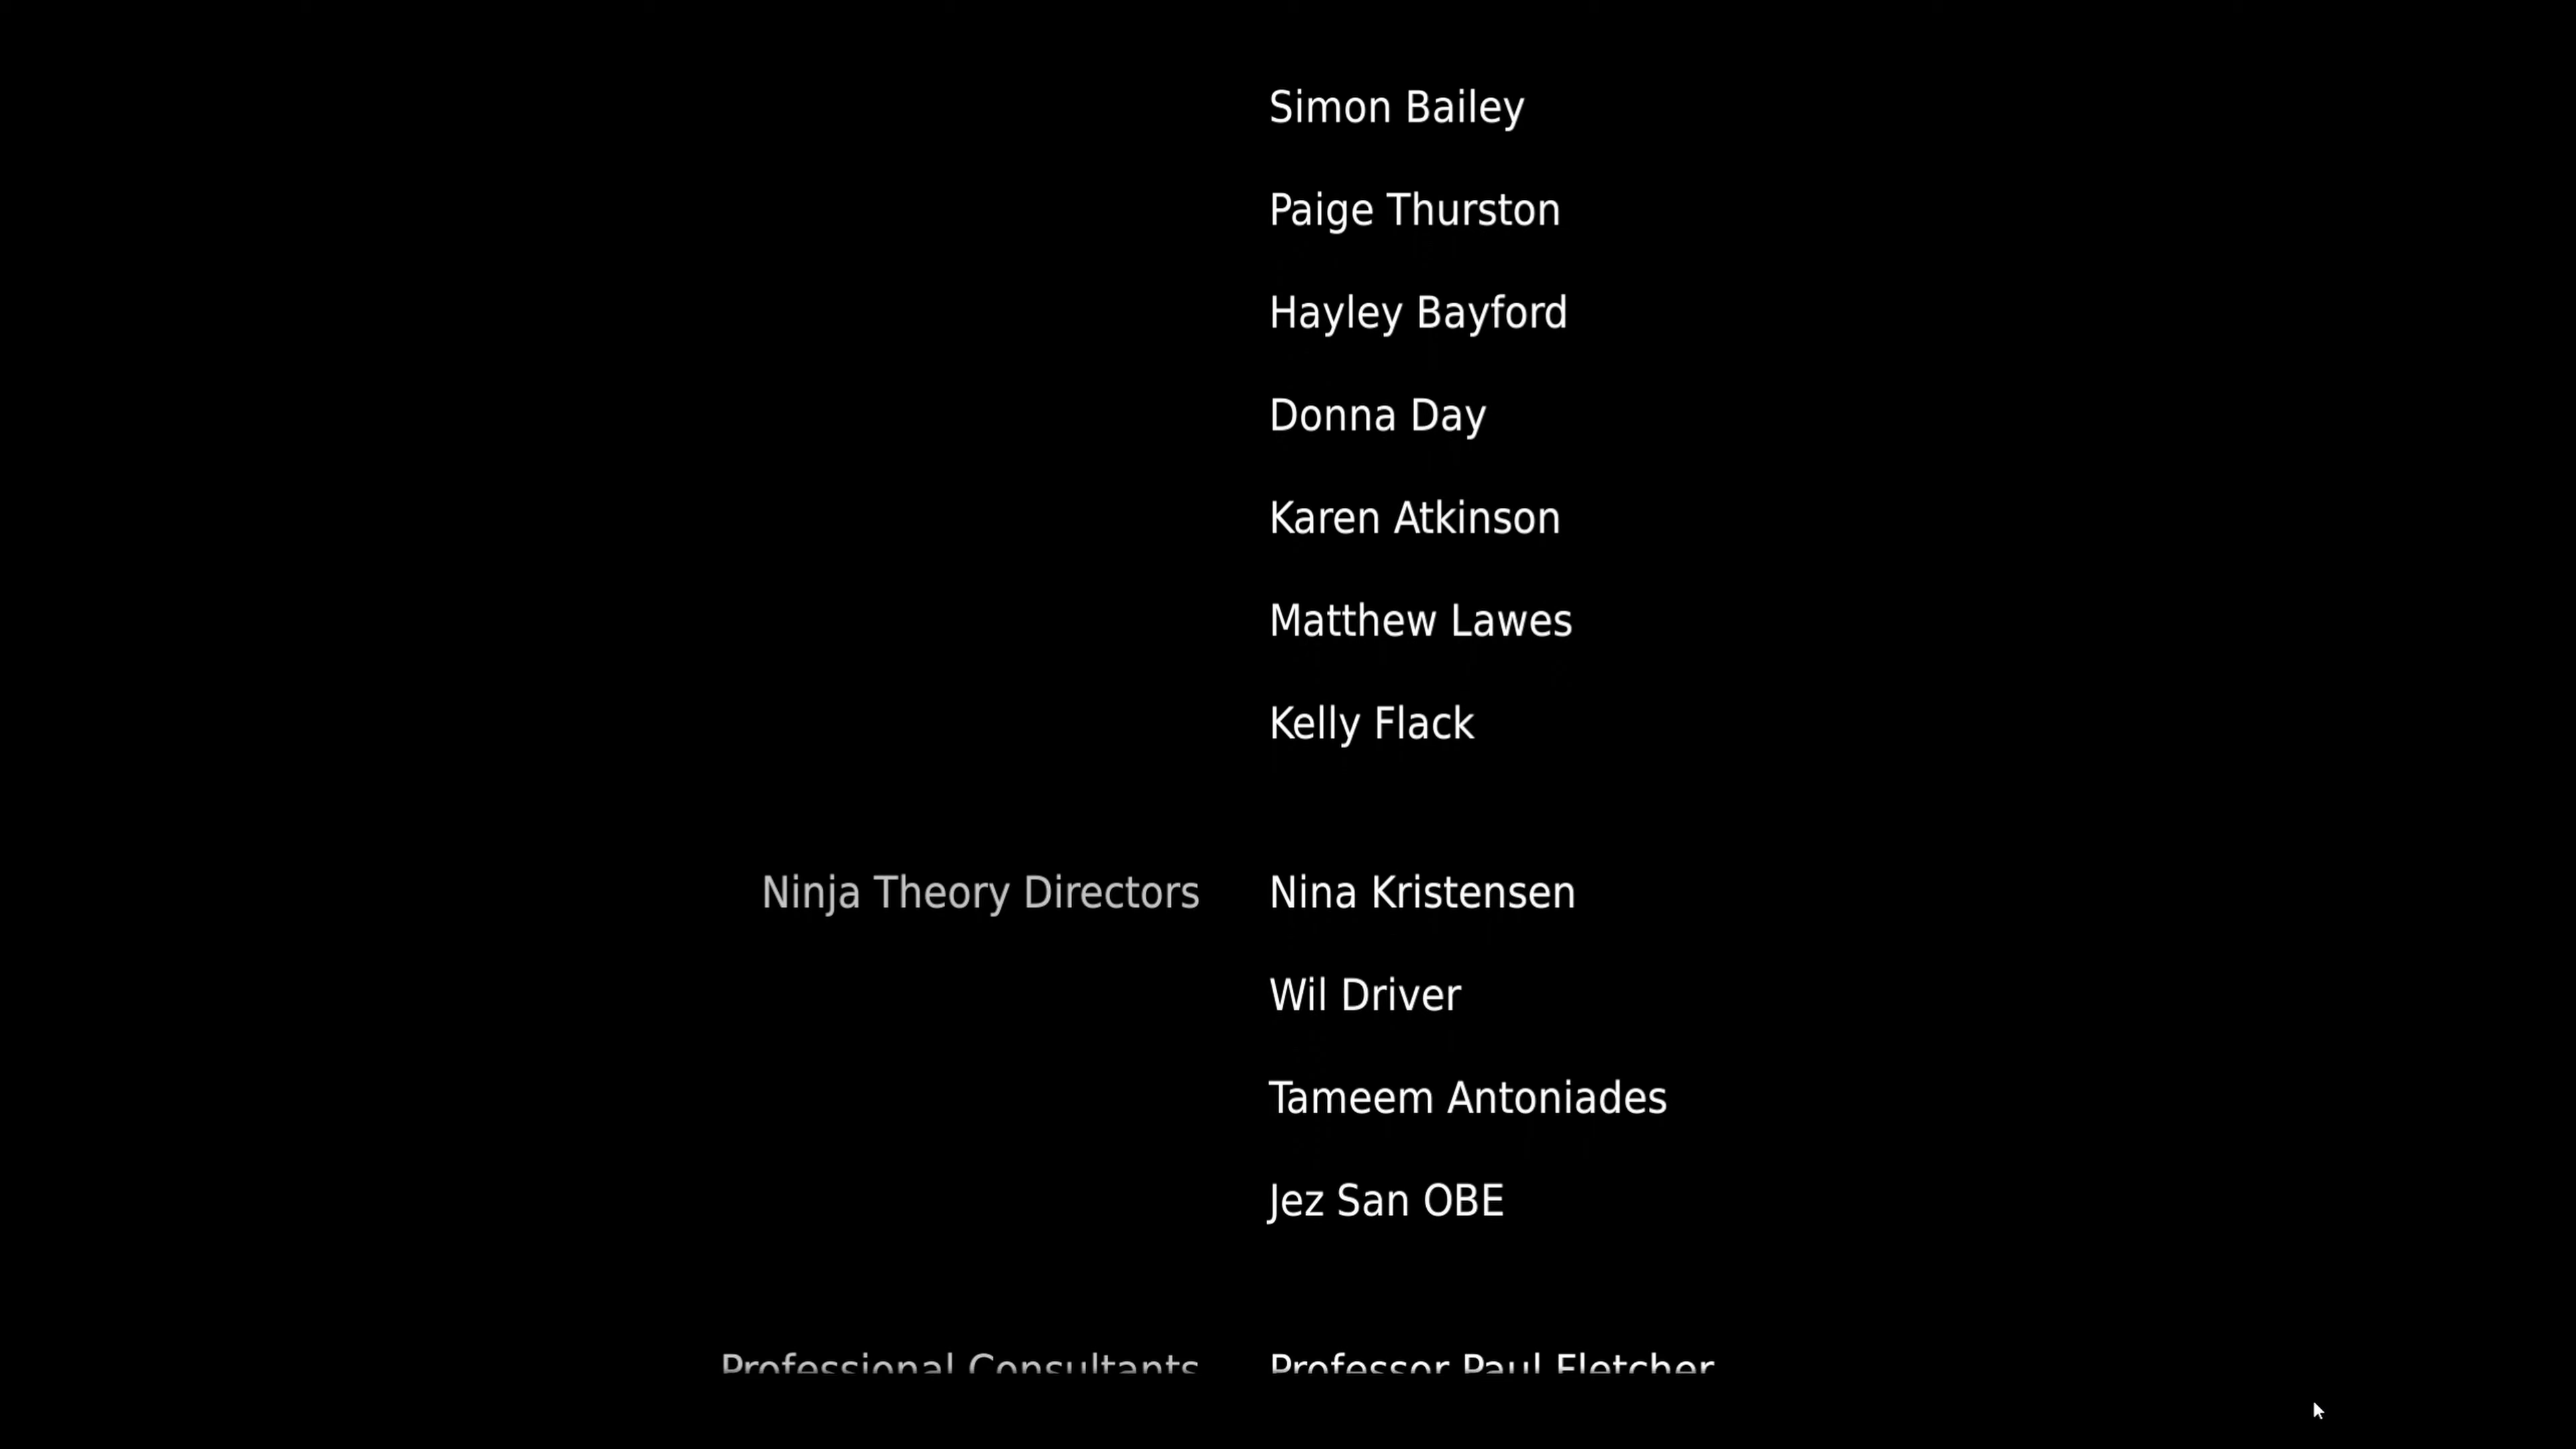 Simon Bailey
Paige Thurston
Hayley Bayford
Donna Day
Karen Atkinson
Matthew Lawes
Kelly Flack
Ninja Theory Directors Nina Kristensen
Wil Driver
Tameem Antoniades
Jez San OBE
Professional Consultants Professor Paul Fletcher